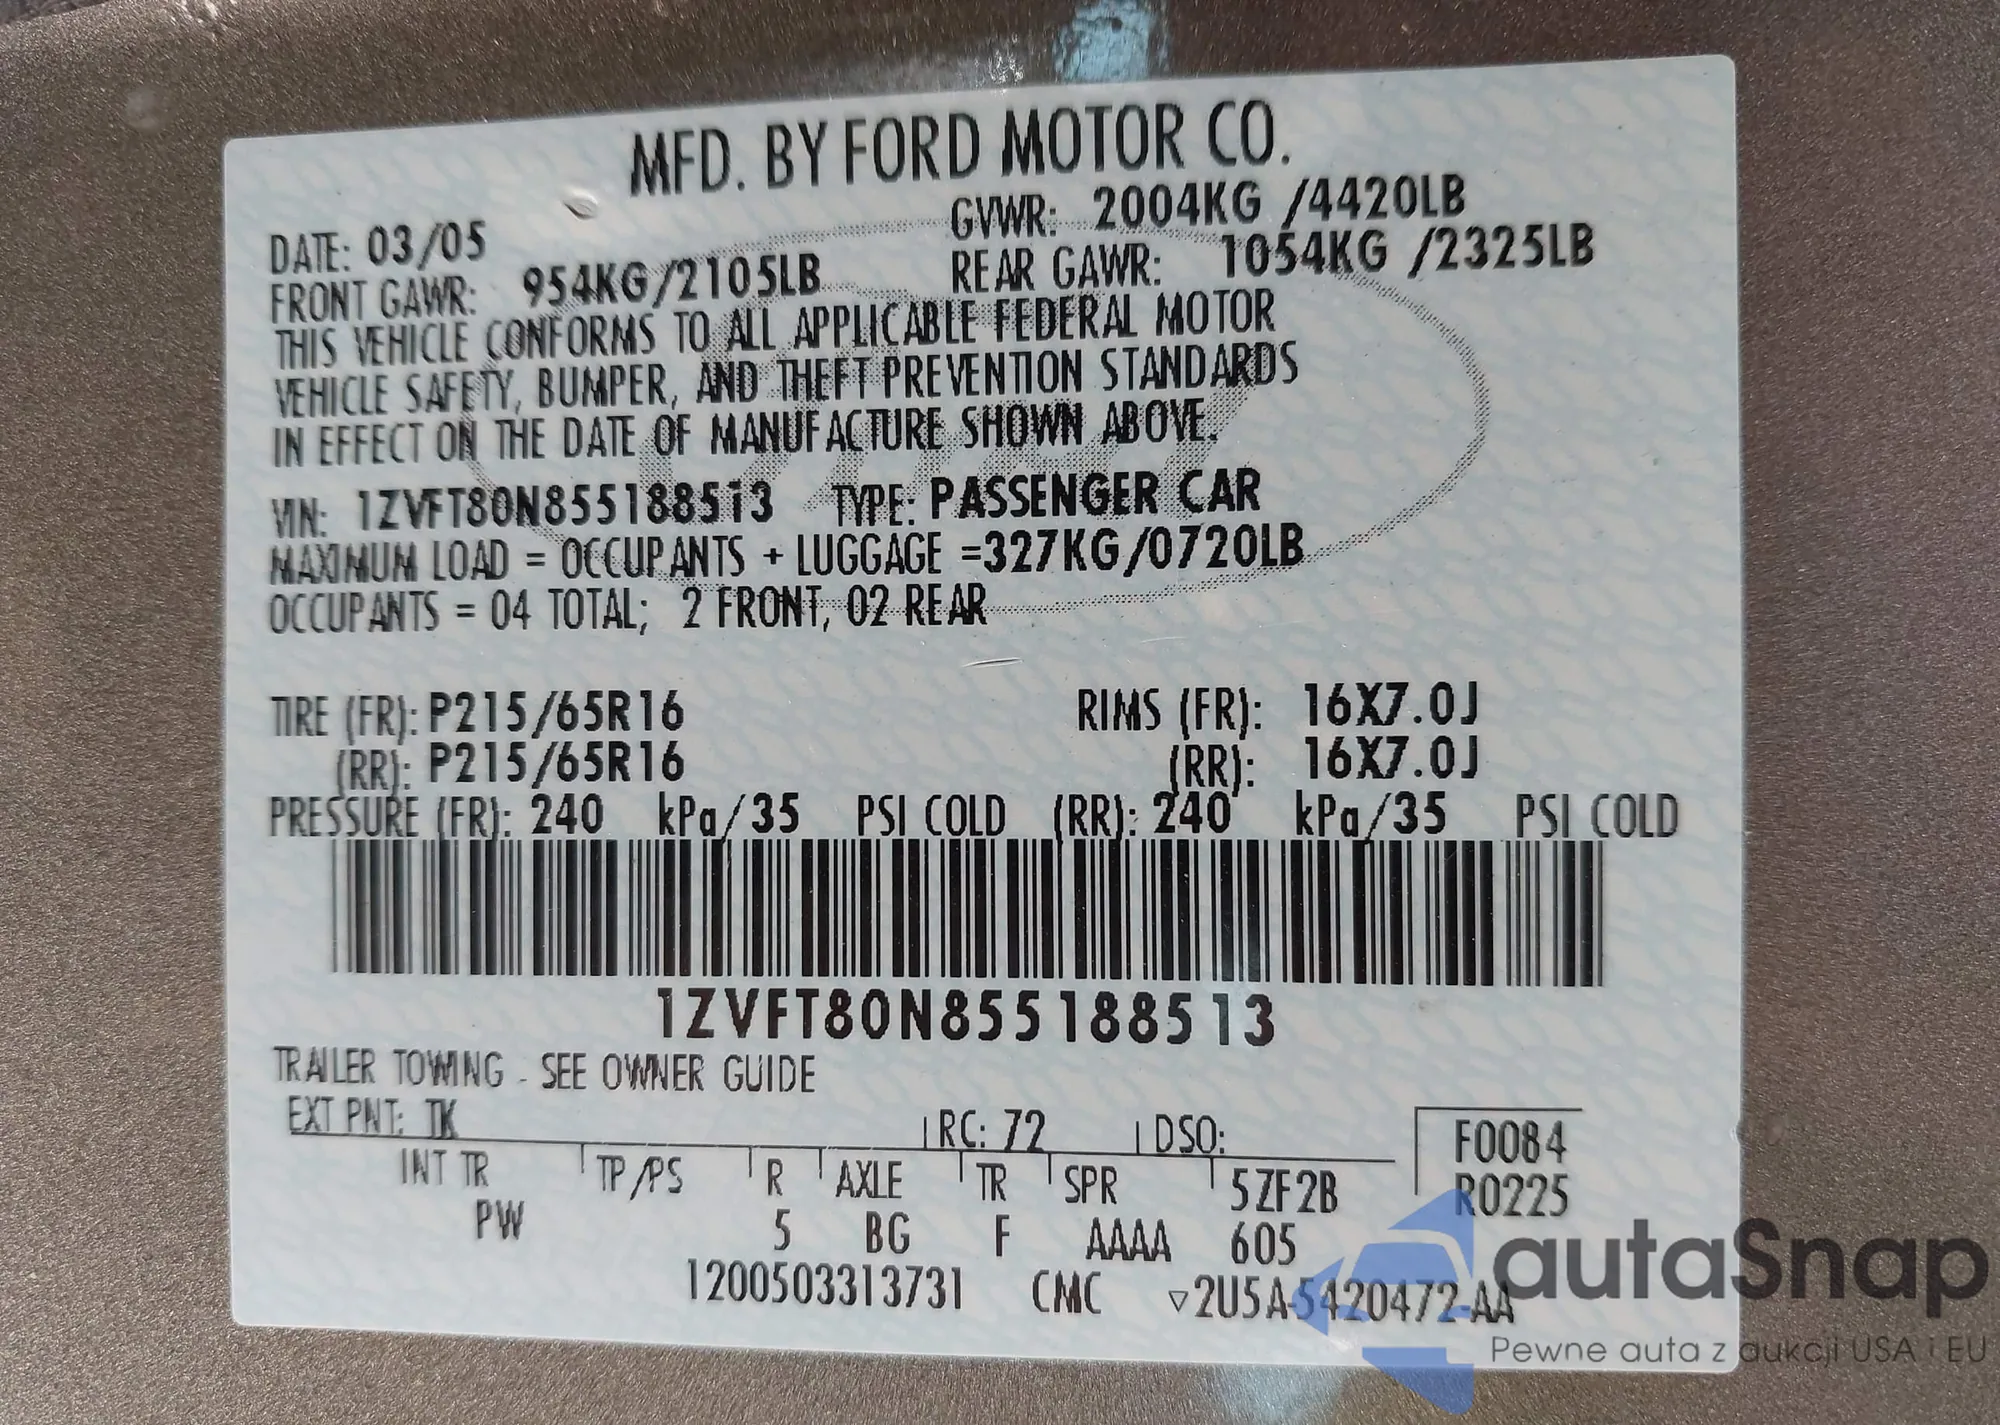 MFD. BY FORD MOTOR CO.
DATE: 03/05 GVWR: 2004KG /4420LB
FRONT GAWR: 954KG/2105LB REAR GAWR: 1054KG /2325LB
THIS VEHICLE CONFORMS TO ALL APPLICABLE FEDERAL MOTOR
VEHICLE SAFETY, BUMPER, AND THEFT PREVENTION STANDARDS
IN EFFECT ON THE DATE OF MANUFACTURE SHOWN ABOVE.
VIN: 1ZVFT80N855188513 TYPE: PASSENGER CAR
MAXIMUM LOAD = OCCUPANTS + LUGGAGE =327KG/0720LB
OCCUPANTS = 04 TOTAL; 2 FRONT, 02 REAR
TIRE (FR): P215/65R16 RIMS (FR): 16X7.0J
(RR): P215/65R16 (RR): 16X7.0J
PRESSURE (FR): 240 kPa/35 PSI COLD (RR): 240 kPa/35 PSI COLD
1ZVFT80N855188513
TRAILER TOWING - SEE OWNER GUIDE
EXT PNT: TK RC: 72 DSO: F0084
INT TR TP/PS R AXLE TR SPR 5ZF2B R0225
PW 5 BG F AAAA 605
1200503313731 CMC ▽2U5A-5420472-AA
autaSnap
Pewne auta z aukcji USA i EU